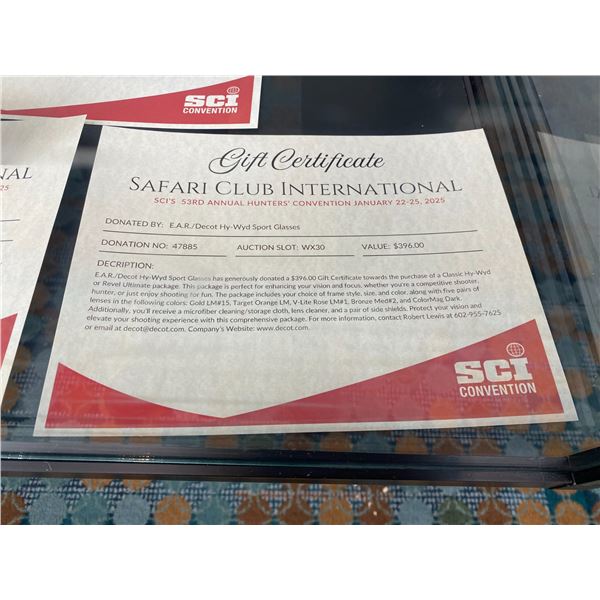 SCI
CONVENTION
NAL
25
Gift Certificate
SAFARI CLUB INTERNATIONAL
SCI'S 53RD ANNUAL HUNTERS' CONVENTION JANUARY 22-25, 2025
DONATED BY: E.A.R./Decot Hy-Wyd Sport Glasses
DONATION NO: 47885 AUCTION SLOT: WX30 VALUE: $396.00
DECRIPTION:
E.A.R./Decot Hy-Wyd Sport Glasses has generously donated a $396.00 Gift Certificate towards the purchase of a Classic Hy-Wyd
or Revel Ultimate package. This package is perfect for enhancing your vision and focus, whether you're a competitive shooter,
hunter, or just enjoy shooting for fun. The package includes your choice of frame style, size, and color, along with five pairs of
lenses in the following colors: Gold LM#15, Target Orange LM, V-Lite Rose LM#1, Bronze Med#2, and ColorMag Dark.
Additionally, you'll receive a microfiber cleaning/storage cloth, lens cleaner, and a pair of side shields. Protect your vision and
elevate your shooting experience with this comprehensive package. For more information, contact Robert Lewis at 602-955-7625
or email at decot@decot.com. Company's Website: www.decot.com.
SCI
CONVENTION